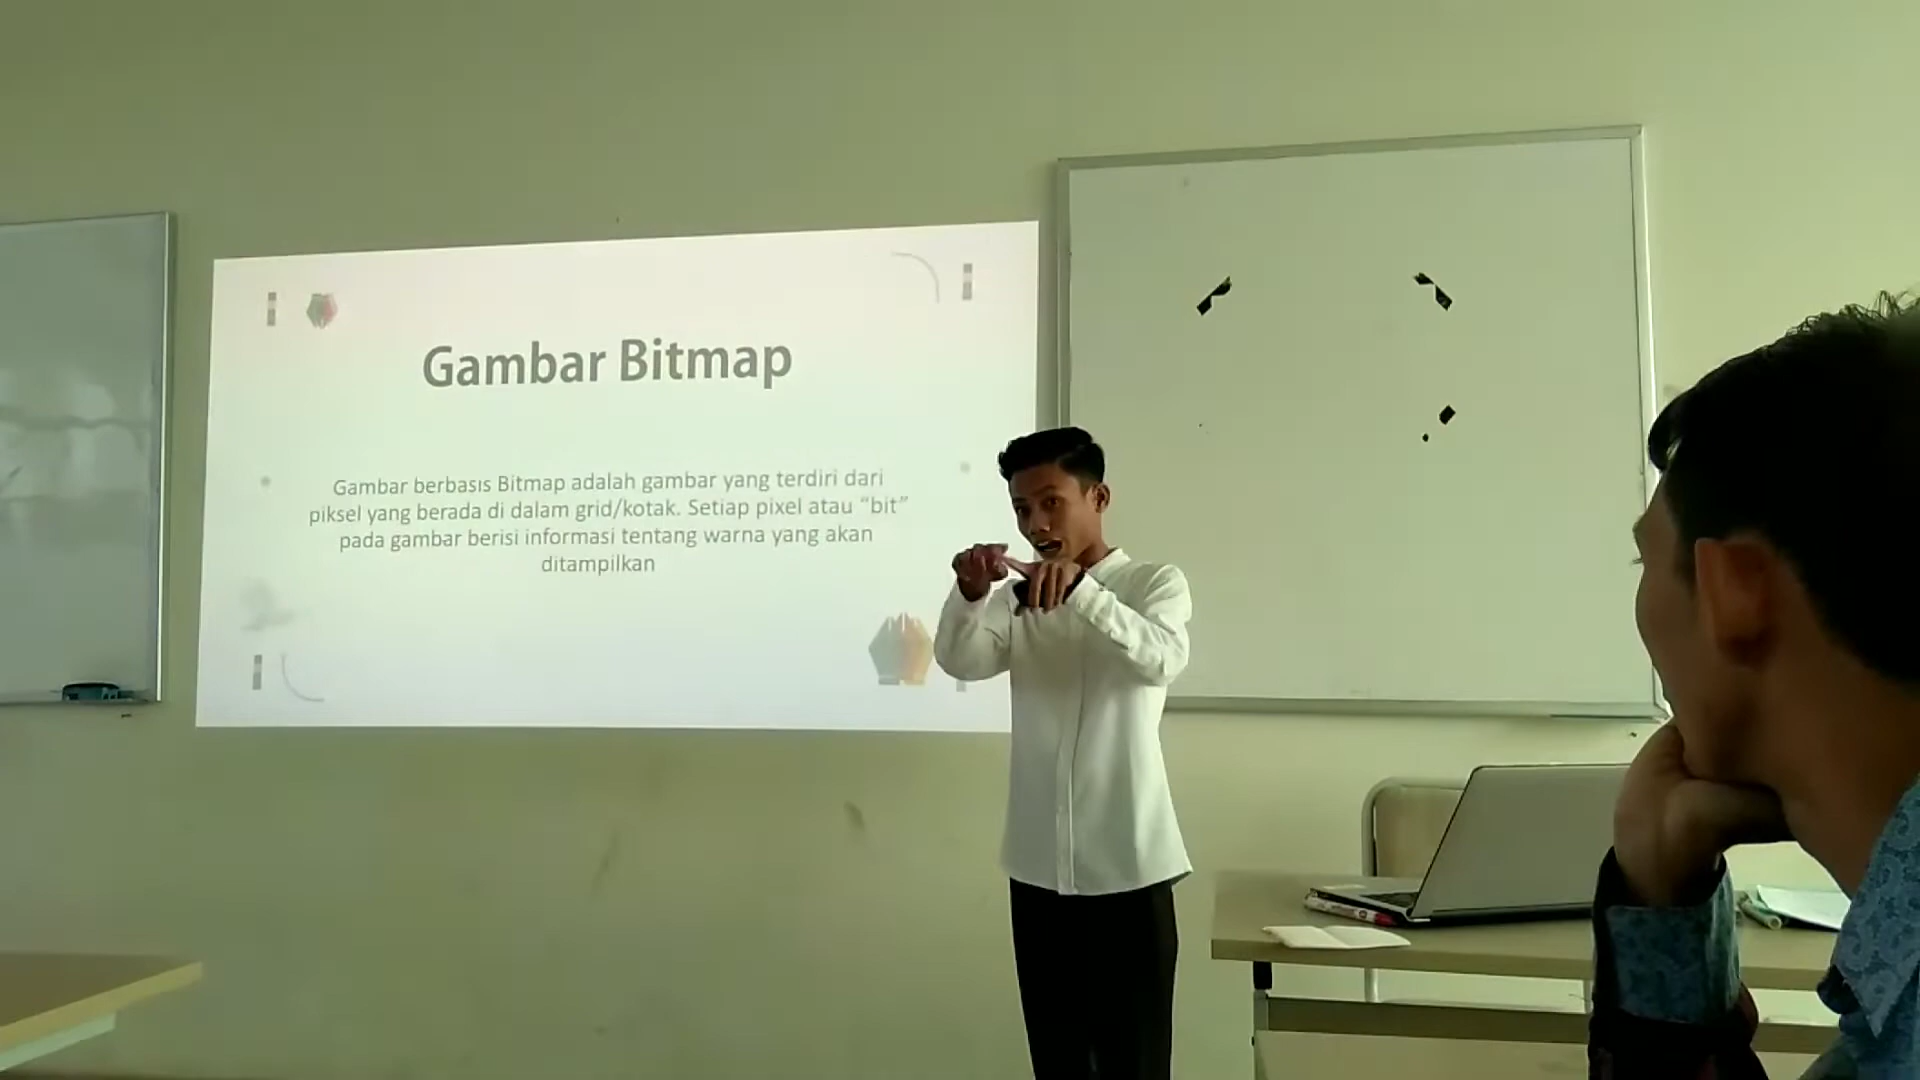 Gambar Bitmap
Gambar berbasis Bitmap adalah gambar yang terdiri dari
piksel yang berada di dalam grid/kotak. Setiap pixel atau “bit”
pada gambar berisi informasi tentang warna yang akan
ditampilkan